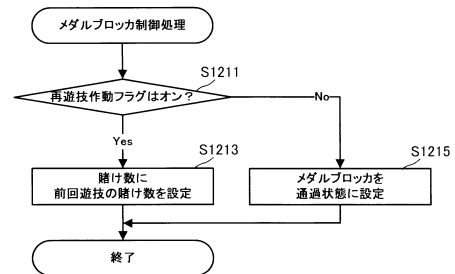 メダルブロッカ制御処理
S1211
再遊技作動フラグはオン？
No
Yes
S1213
賭け数に
前回遊技の賭け数を設定
S1215
メダルブロッカを
通過状態に設定
終了